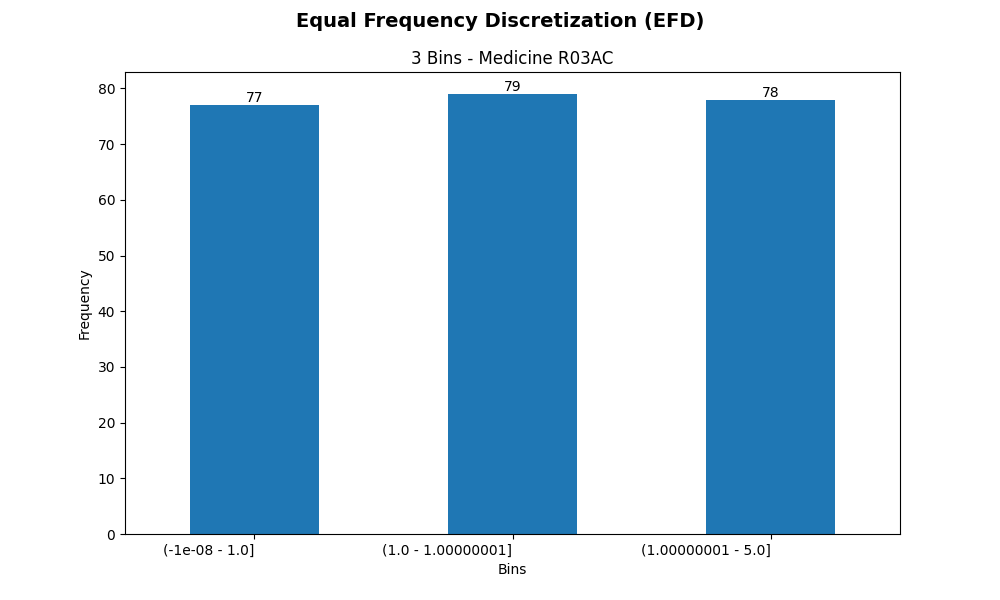 Equal Frequency Discretization (EFD)
3 Bins - Medicine R03AC
77
79
78
80
70
60
50
40
30
20
10
0
Frequency
(-1e-08 - 1.0]
(1.0 - 1.00000001]
(1.00000001 - 5.0]
Bins